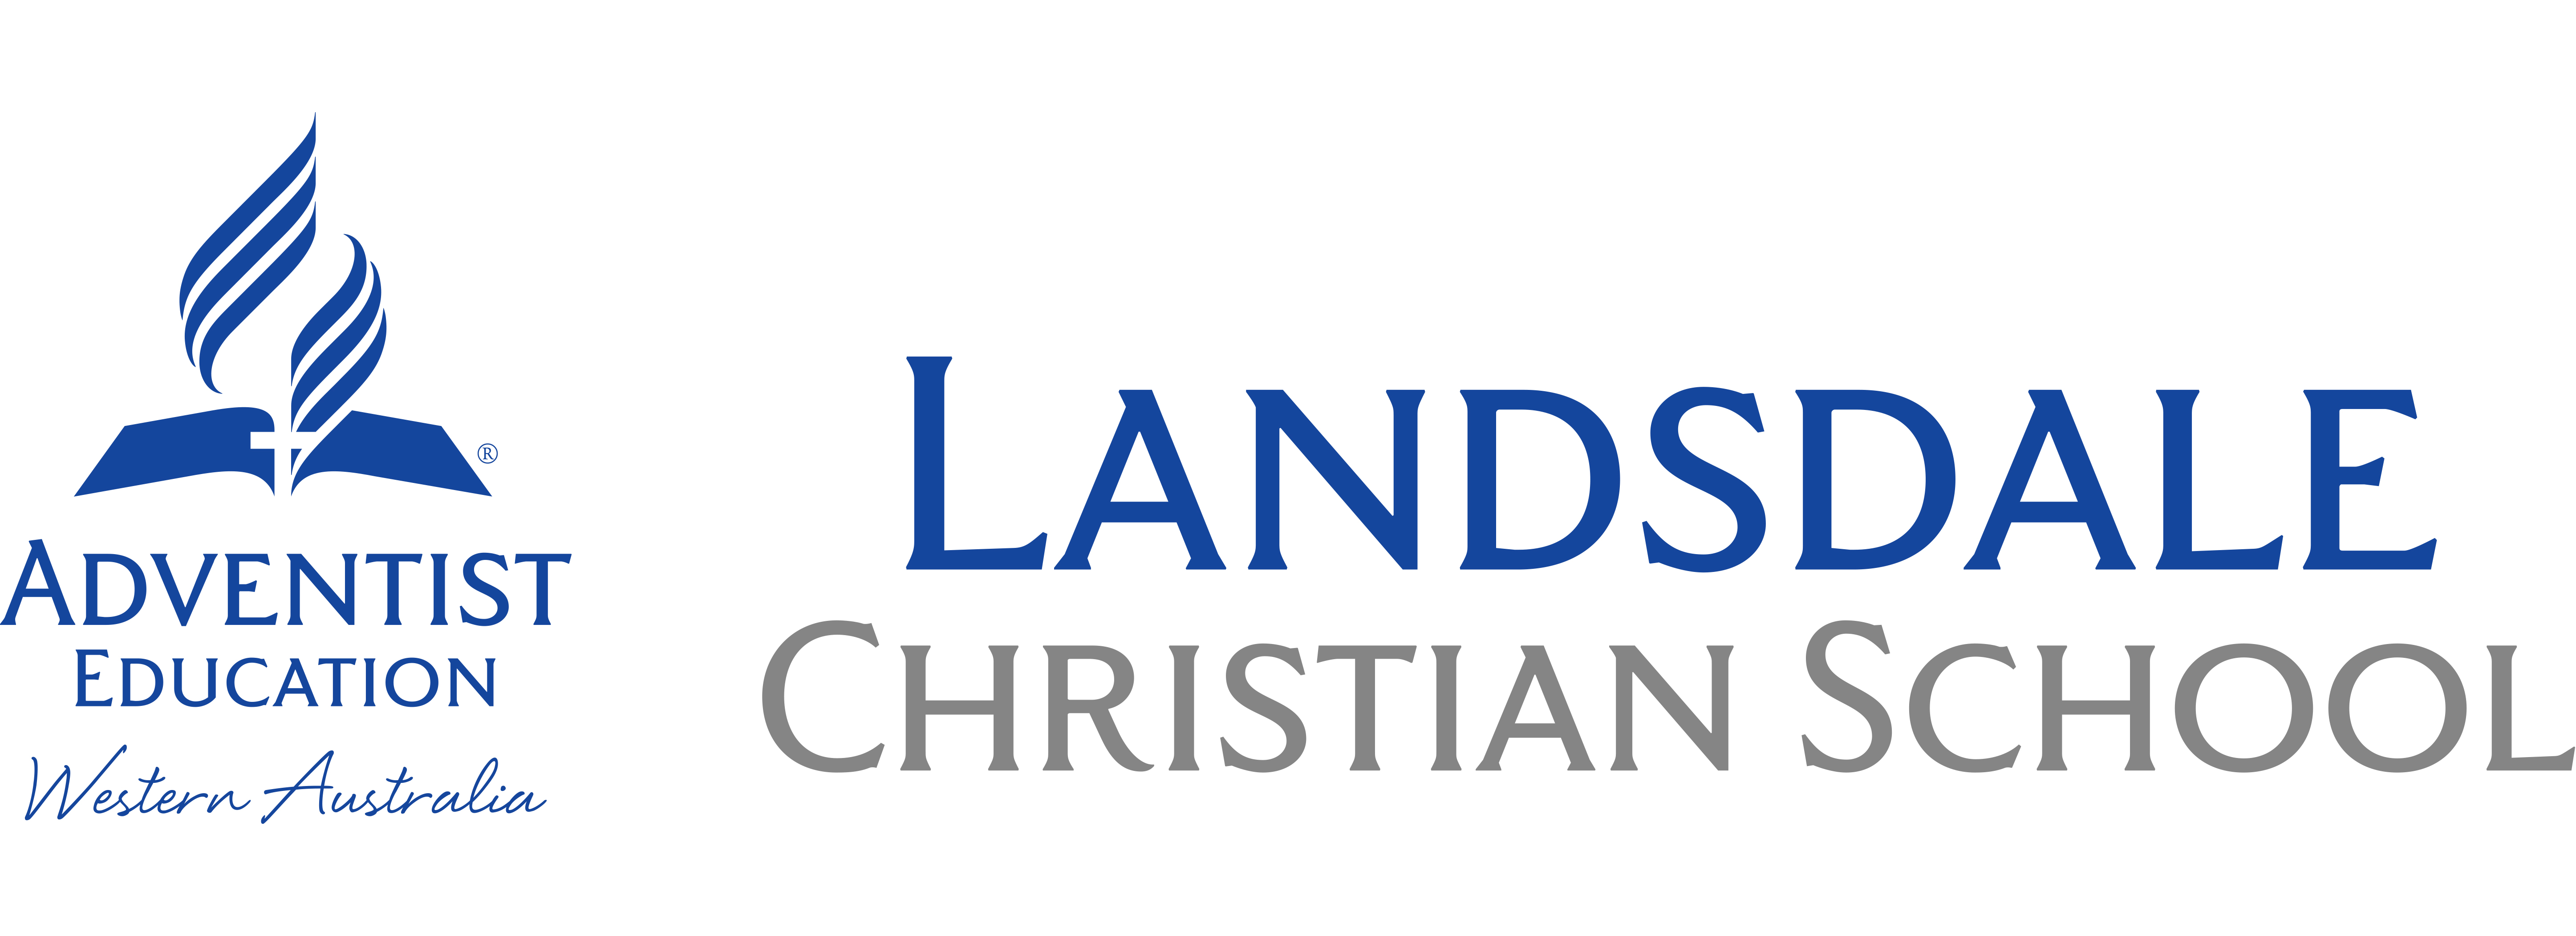 ®
ADVENTIST
EDUCATION
Western Australia
LANDSDALE
CHRISTIAN SCHOOL